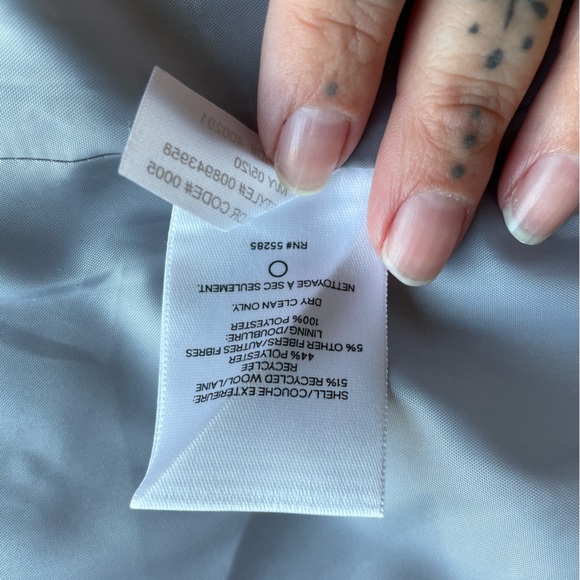 SHELL/COUCHE EXTERIEURE:
51% RECYCLED WOOL/LAINE
RECYCLEE
44% POLYESTER
5% OTHER FIBERS/AUTRES FIBRES
LINING/DOUBLURE:
100% POLYESTER
DRY CLEAN ONLY.
NETTOYAGE À SEC SEULEMENT.
RN# 55285
400291
M/Y 05/20
STYLE# 008943958
CODE# 0005